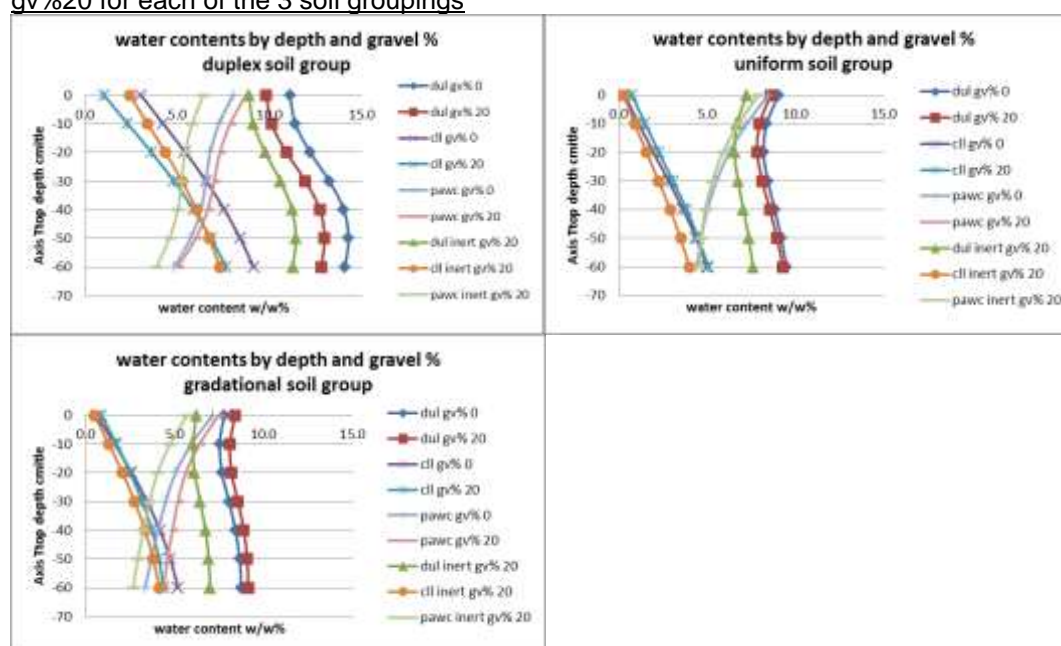 gv%20 for each of the 3 soil groupings
water contents by depth and gravel %
duplex soil group
0.0 5.0 10.0 15.0
0
-10
-20
-30
-40
-50
-60
-70
Axis Ttop depth cmitle
water content w/w%
dul gv% 0
dul gv% 20
cll gv% 0
cll gv% 20
pawc gv% 0
pawc gv% 20
dul inert gv% 20
cll inert gv% 20
pawc inert gv% 20
water contents by depth and gravel %
uniform soil group
0.0 5.0 10.0 15.0
0
-10
-20
-30
-40
-50
-60
-70
Axis Ttop depth cmitle
water content w/w%
dul gv% 0
dul gv% 20
cll gv% 0
cll gv% 20
pawc gv% 0
pawc gv% 20
dul inert gv% 20
cll inert gv% 20
pawc inert gv% 20
water contents by depth and gravel %
gradational soil group
0.0 5.0 10.0 15.0
0
-10
-20
-30
-40
-50
-60
-70
Axis Ttop depth cmitle
water content w/w%
dul gv% 0
dul gv% 20
cll gv% 0
cll gv% 20
pawc gv% 0
pawc gv% 20
dul inert gv% 20
cll inert gv% 20
pawc inert gv% 20